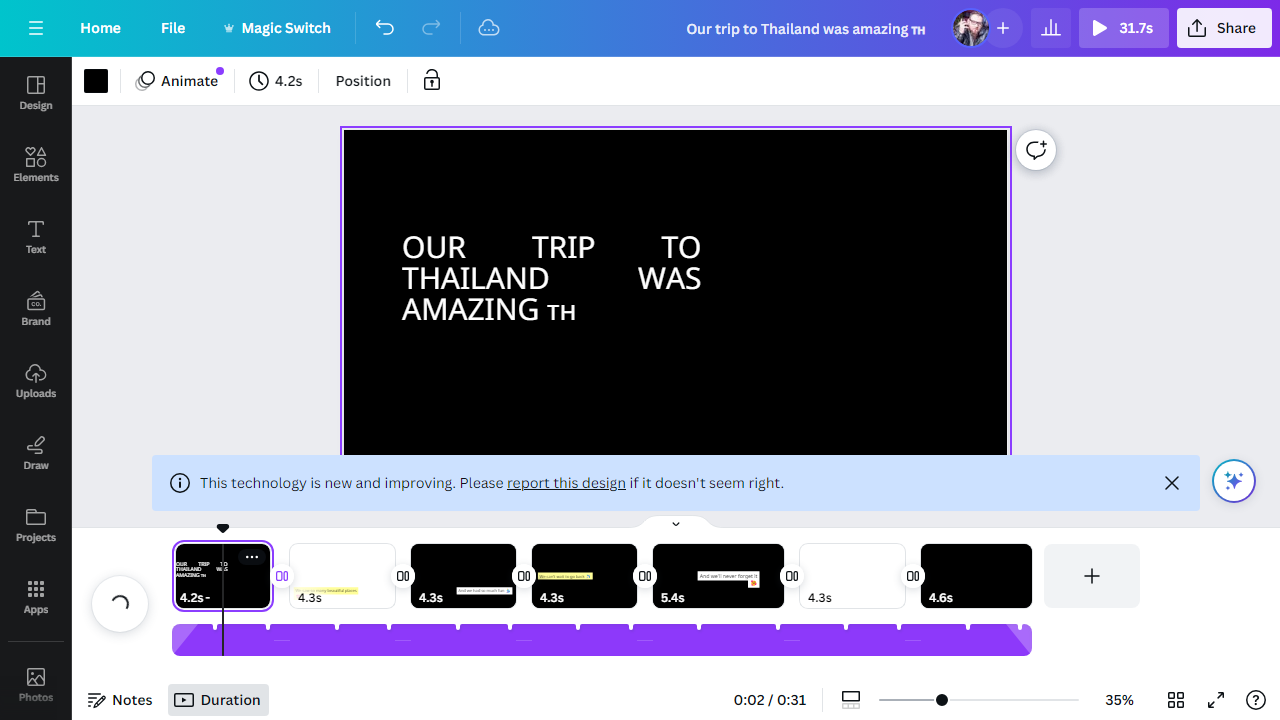 Home
File
Magic Switch
Our trip to Thailand was amazing 🇹🇭
31.7s
Share
Animate
4.2s
Position
Design
Elements
Text
CO.
Brand
Uploads
Draw
Projects
Apps
Photos
OUR TRIP TO
THAILAND WAS
AMAZING 🇹🇭
This technology is new and improving. Please report this design if it doesn't seem right.
OUR TRIP TO
THAILAND WAS
AMAZING 🇹🇭
4.2s
beautiful places
4.3s
4.3s
4.3s
And we'll never forget it
5.4s
4.3s
4.6s
Notes
Duration
0:02 / 0:31
35%